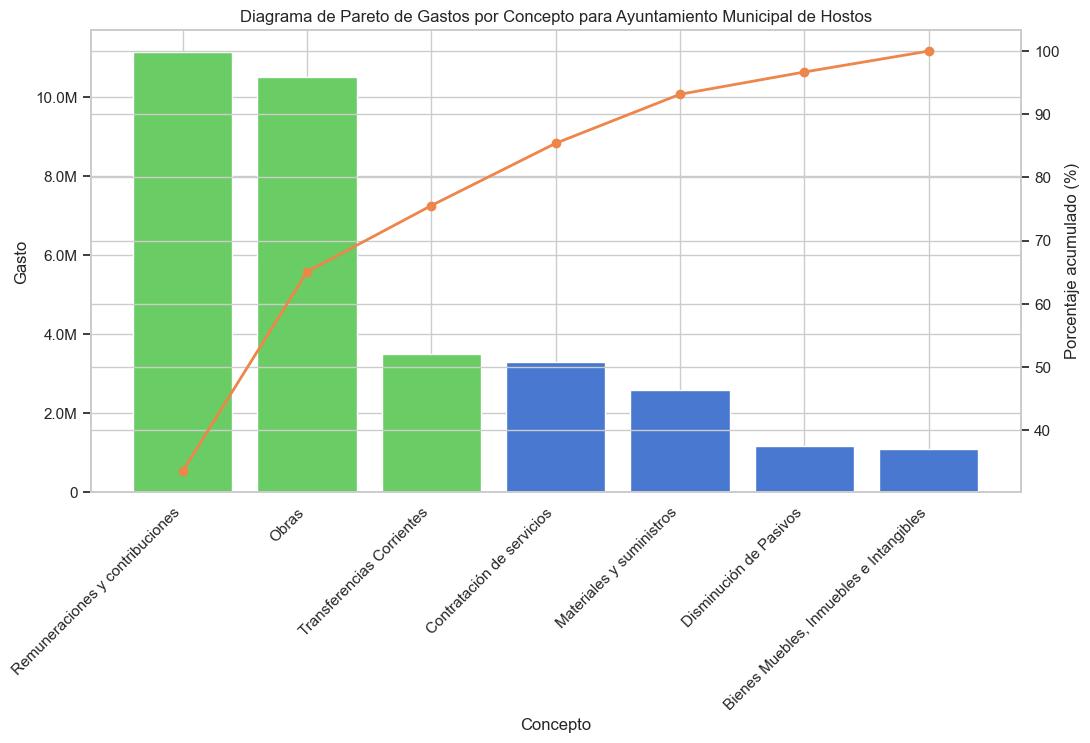 Diagrama de Pareto de Gastos por Concepto para Ayuntamiento Municipal de Hostos
Gasto
10.0M
8.0M
6.0M
4.0M
2.0M
0
100
90
80
70
60
50
40
Porcentaje acumulado (%)
Remuneraciones y contribuciones
Obras
Transferencias Corrientes
Contratación de servicios
Materiales y suministros
Disminución de Pasivos
Bienes Muebles, Inmuebles e Intangibles
Concepto